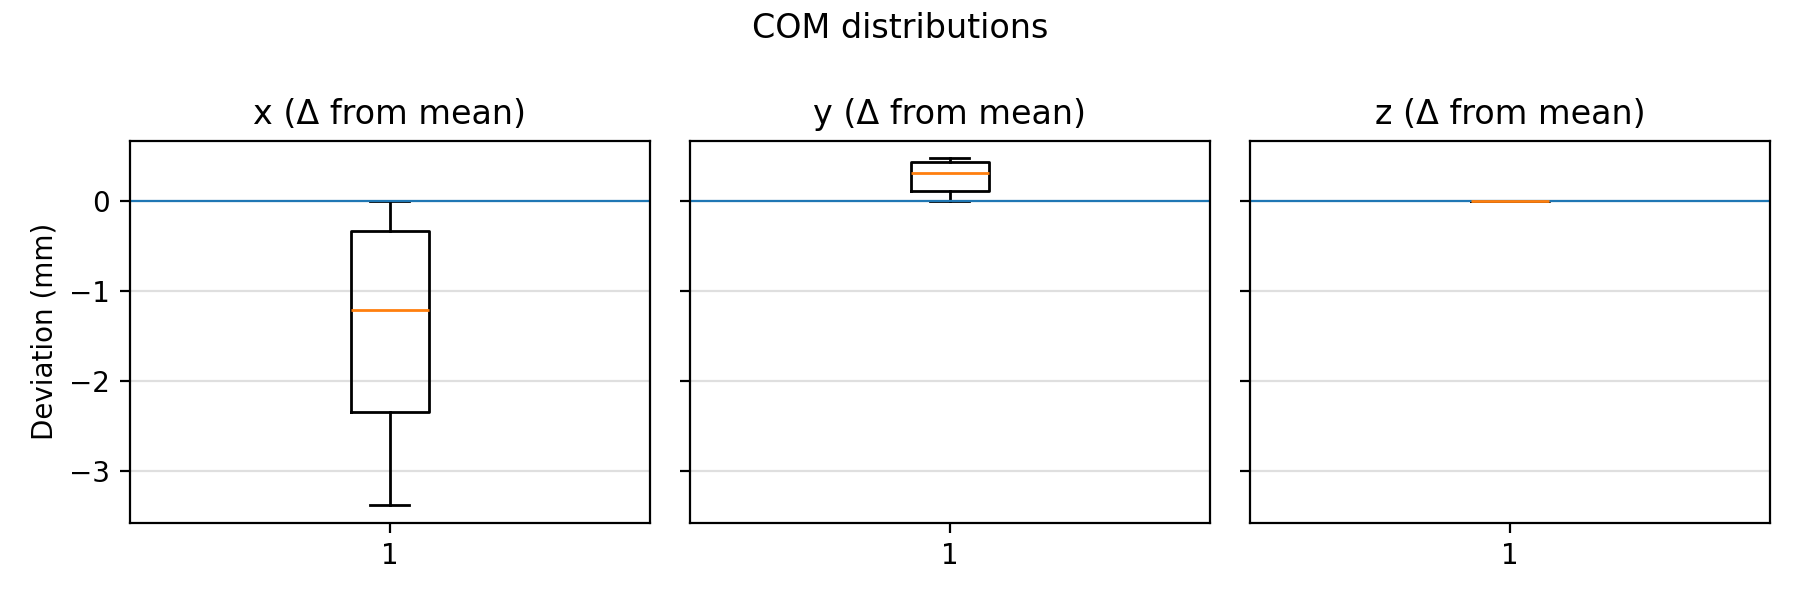 COM distributions
x (Δ from mean)
y (Δ from mean)
z (Δ from mean)
Deviation (mm)
0
−1
−2
−3
1
1
1